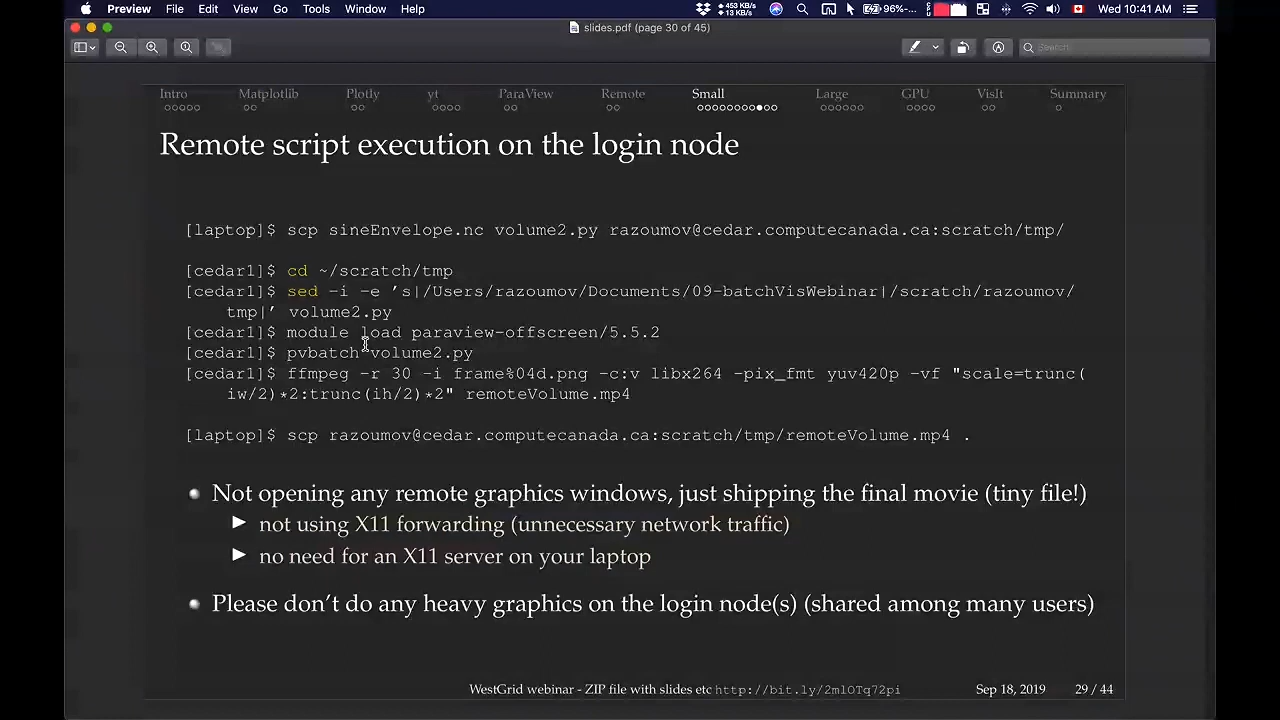 Preview File Edit View Go Tools Window Help 453 KB/s 13 KB/s 96%... Wed 10:41 AM
slides.pdf (page 30 of 45)
Search
Intro Matplotlib Plotly yt ParaView Remote Small Large GPU VisIt Summary
Remote script execution on the login node
[laptop]$ scp sineEnvelope.nc volume2.py razoumov@cedar.computecanada.ca:scratch/tmp/
[cedar1]$ cd ~/scratch/tmp
[cedar1]$ sed -i -e 's|/Users/razoumov/Documents/09-batchVisWebinar|/scratch/razoumov/
tmp|' volume2.py
[cedar1]$ module load paraview-offscreen/5.5.2
[cedar1]$ pvbatch volume2.py
[cedar1]$ ffmpeg -r 30 -i frame%04d.png -c:v libx264 -pix_fmt yuv420p -vf "scale=trunc(
iw/2)*2:trunc(ih/2)*2" remoteVolume.mp4
[laptop]$ scp razoumov@cedar.computecanada.ca:scratch/tmp/remoteVolume.mp4 .
Not opening any remote graphics windows, just shipping the final movie (tiny file!)
not using X11 forwarding (unnecessary network traffic)
no need for an X11 server on your laptop
Please don't do any heavy graphics on the login node(s) (shared among many users)
WestGrid webinar - ZIP file with slides etc http://bit.ly/2mlOTq72pi Sep 18, 2019 29 / 44